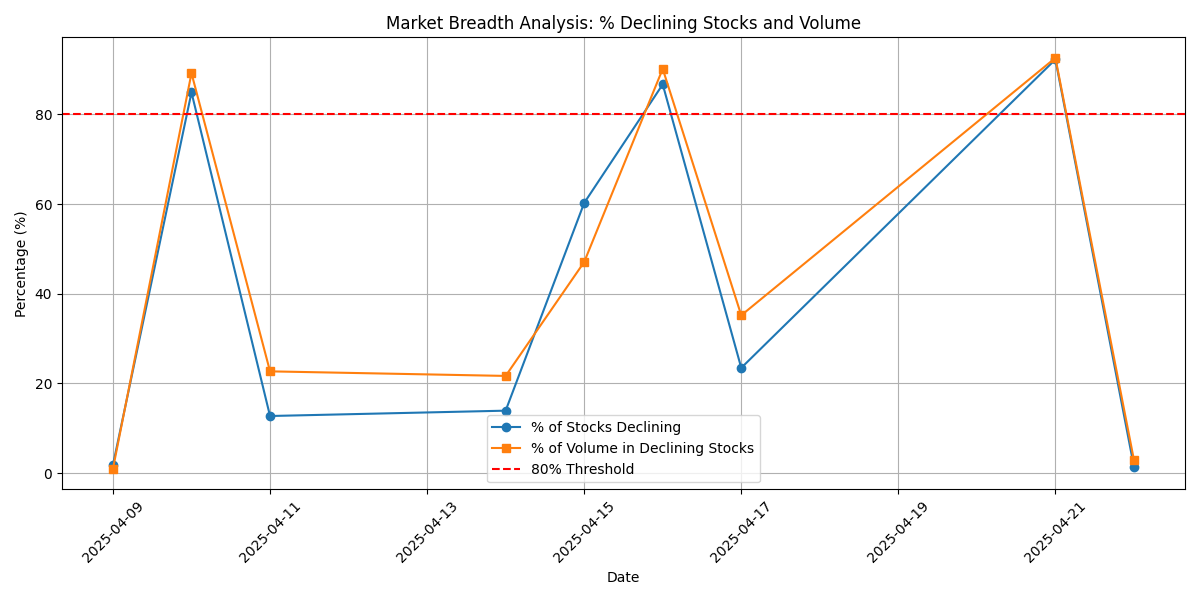 Market Breadth Analysis: % Declining Stocks and Volume
Percentage (%)
80
60
40
20
0
% of Stocks Declining
% of Volume in Declining Stocks
80% Threshold
2025-04-09
2025-04-11
2025-04-13
2025-04-15
2025-04-17
2025-04-19
2025-04-21
Date